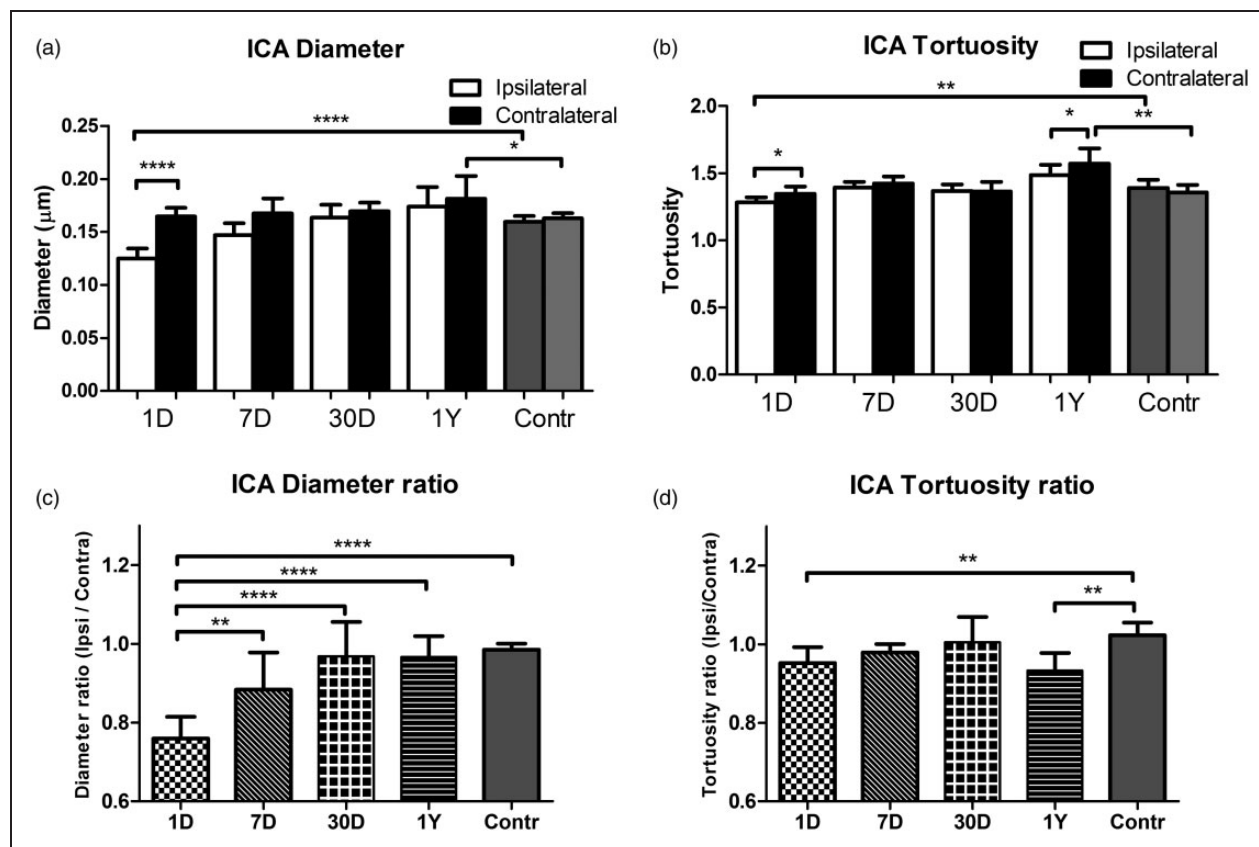 (a)
ICA Diameter
Ipsilateral
Contralateral
****
****
*
Diameter (μm)
0.25
0.20
0.15
0.10
0.05
0.00
1D 7D 30D 1Y Contr
(b)
ICA Tortuosity
Ipsilateral
Contralateral
**
*
**
*
Tortuosity
2.0
1.5
1.0
0.5
0.0
1D 7D 30D 1Y Contr
(c)
ICA Diameter ratio
****
****
****
**
Diameter ratio (Ipsi / Contra)
1.2
1.0
0.8
0.6
1D 7D 30D 1Y Contr
(d)
ICA Tortuosity ratio
**
**
Tortuosity ratio (Ipsi/Contra)
1.2
1.0
0.8
0.6
1D 7D 30D 1Y Contr